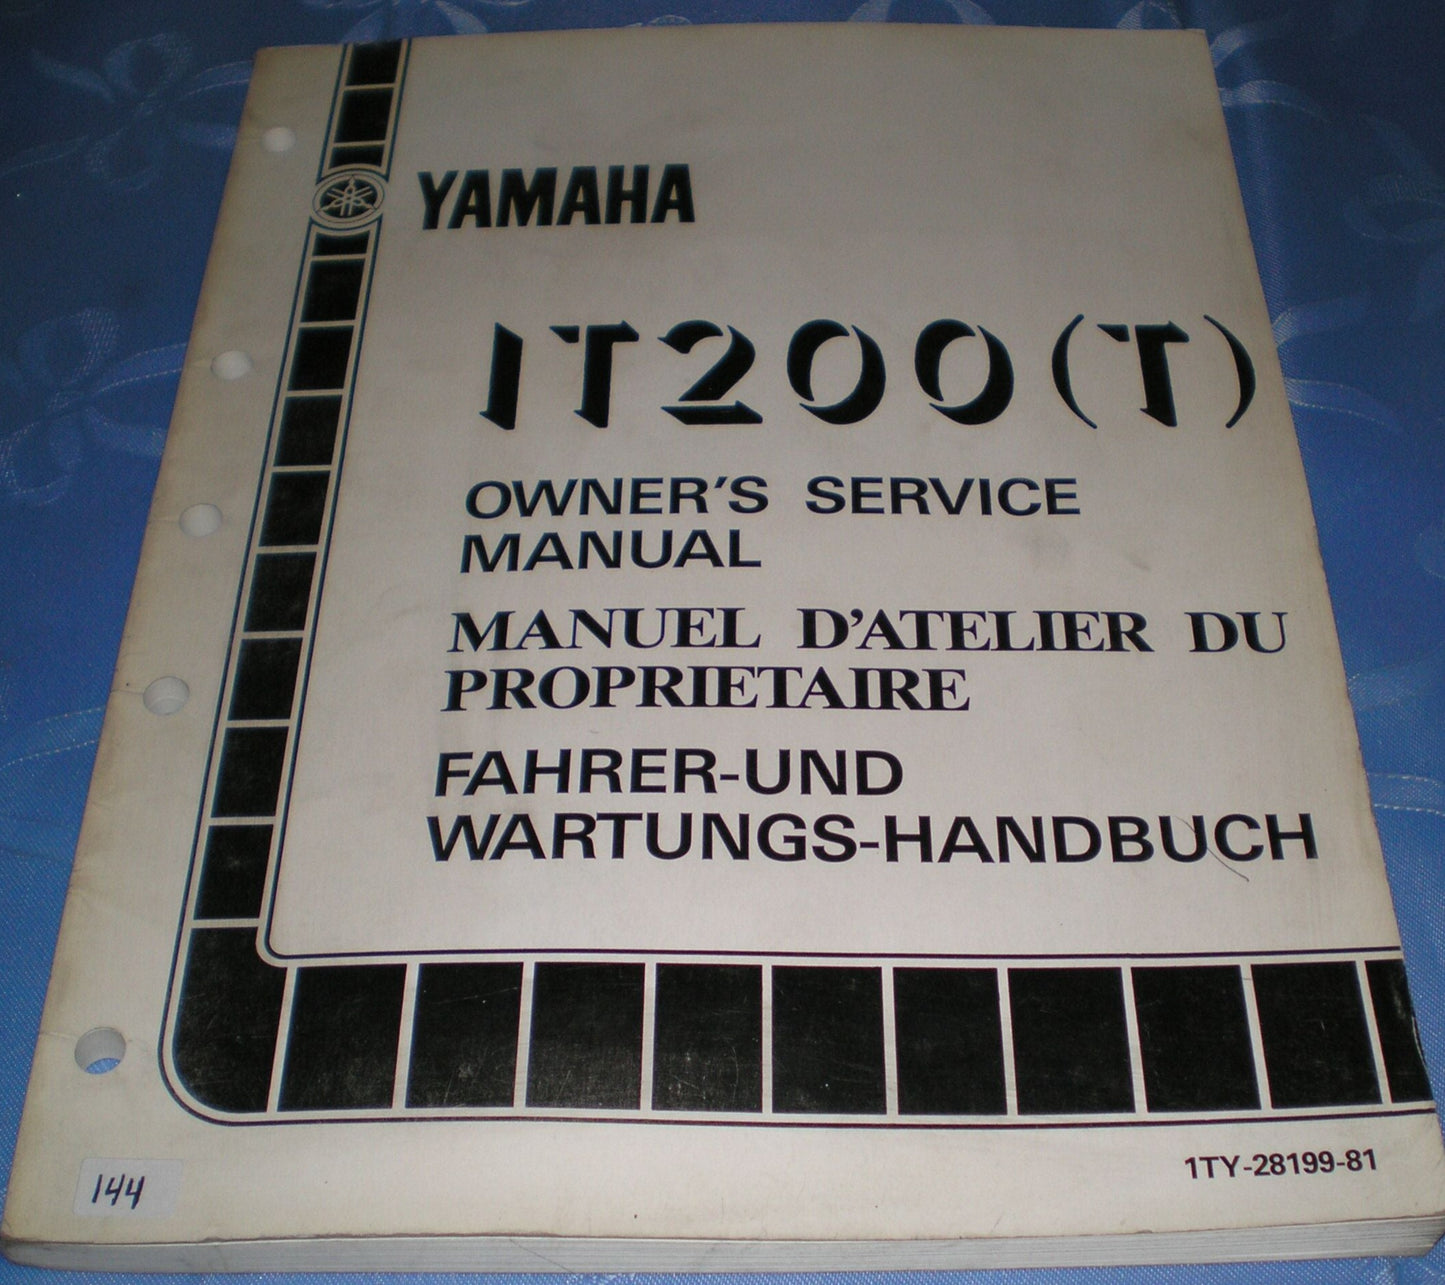 YAMAHA
IT200(T)
OWNER'S SERVICE
MANUAL
MANUEL D'ATELIER DU
PROPRIETAIRE
FAHRER-UND
WARTUNGS-HANDBUCH
1TY-28199-81
144